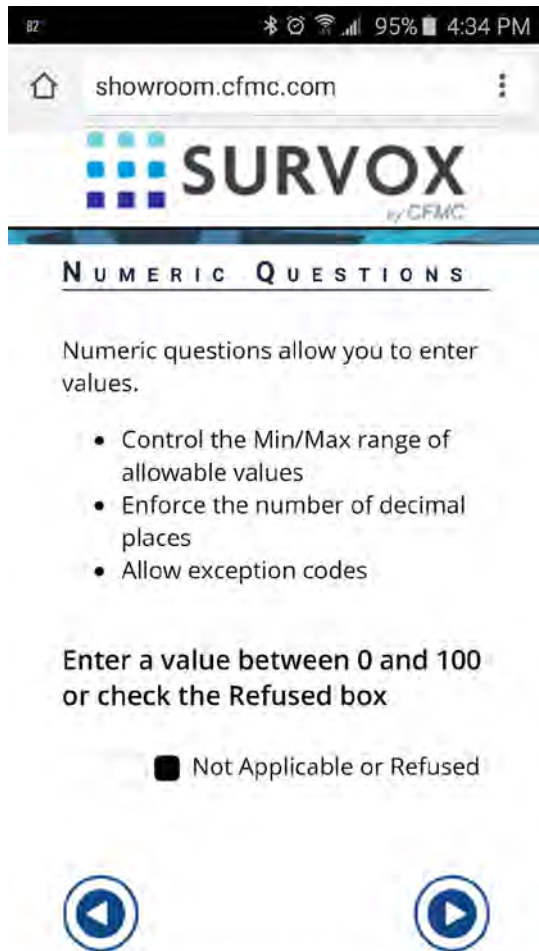 82° 95% 4:34 PM
showroom.cfmc.com
SURVOX
by CFMC
NUMERIC QUESTIONS
Numeric questions allow you to enter
values.
• Control the Min/Max range of
allowable values
• Enforce the number of decimal
places
• Allow exception codes
Enter a value between 0 and 100
or check the Refused box
Not Applicable or Refused